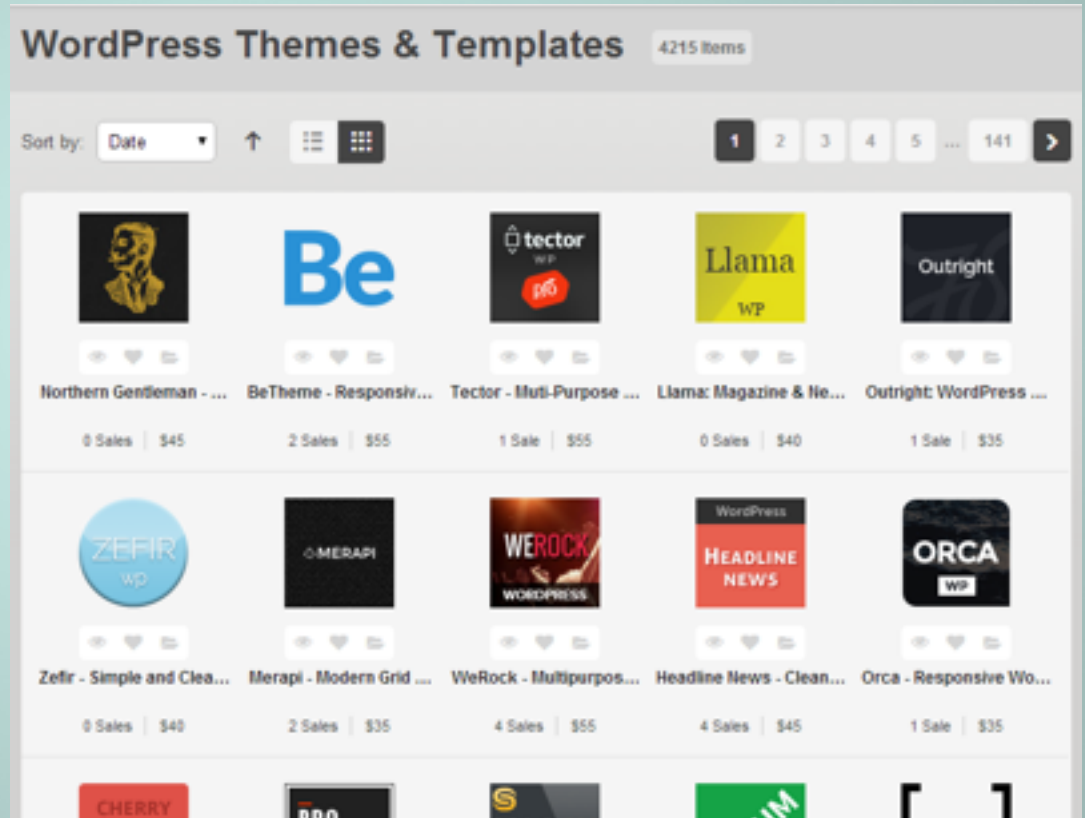 WordPress Themes & Templates 4215 Items
Sort by: Date 1 2 3 4 5 ... 141
Be
tector
WP
pro
Llama
WP
Outright
Northern Gentleman - ... BeTheme - Responsiv... Tector - Muti-Purpose ... Llama: Magazine & Ne... Outright: WordPress ...
0 Sales $45 2 Sales $55 1 Sale $55 0 Sales $40 1 Sale $35
ZEFIR
wp
MERAPI
WEROCK
WORDPRESS
WordPress
HEADLINE
NEWS
ORCA
WP
Zefir - Simple and Clea... Merapi - Modern Grid ... WeRock - Multipurpos... Headline News - Clean... Orca - Responsive Wo...
0 Sales $40 2 Sales $35 4 Sales $55 4 Sales $45 1 Sale $35
CHERRY
S